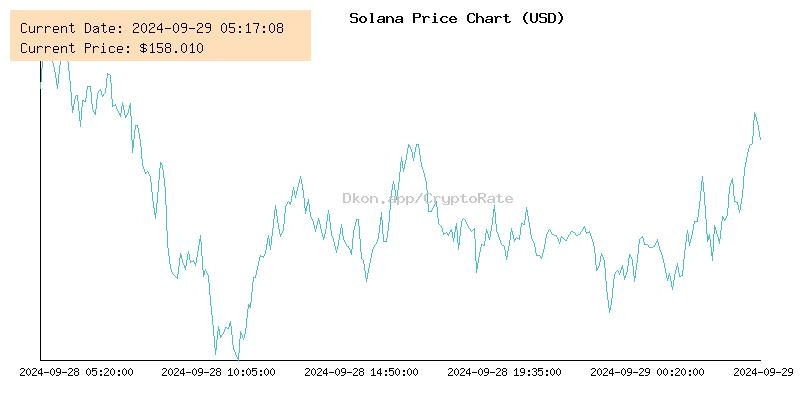 Solana Price Chart (USD)
Current Date: 2024-09-29 05:17:08
Current Price: $158.010
Dkon.app/CryptoRate
2024-09-28 05:20:00 2024-09-28 10:05:00 2024-09-28 14:50:00 2024-09-28 19:35:00 2024-09-29 00:20:00 2024-09-29